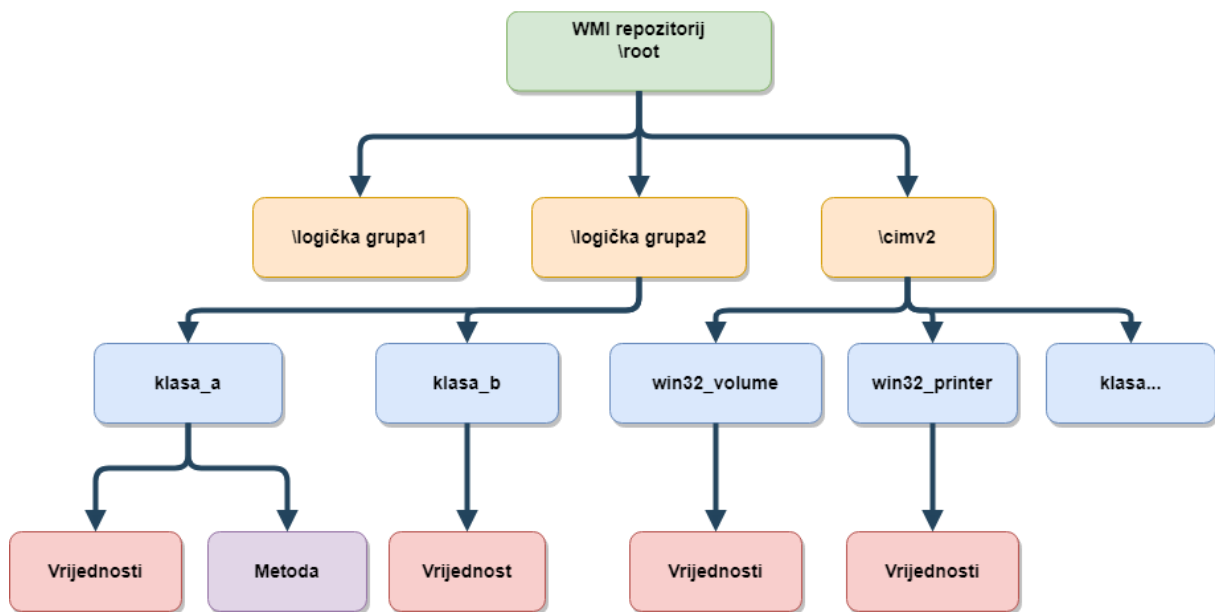 WMI repozitorij
\root
\logička grupa1
\logička grupa2
\cimv2
klasa_a
klasa_b
win32_volume
win32_printer
klasa...
Vrijednosti
Metoda
Vrijednost
Vrijednosti
Vrijednosti